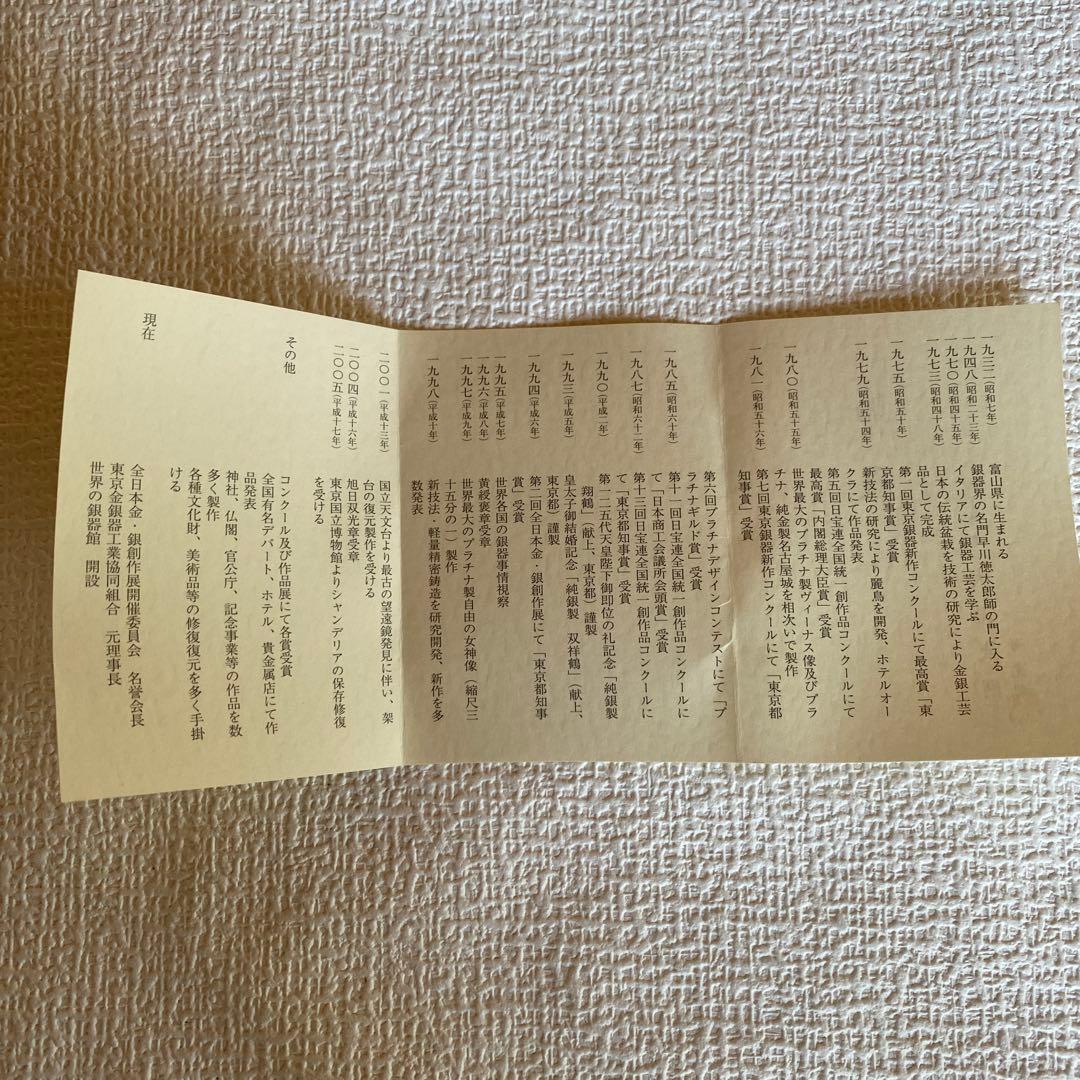 一九三二(昭和七年) 富山県に生まれる
一九四八(昭和二十三年) 銀器界の名門早川徳太郎師の門に入る
一九七〇(昭和四十五年) イタリアにて銀器工芸を学ぶ
一九七三(昭和四十八年) 日本の伝統盆栽を技術の研究により金銀工芸
品として完成
一九七五(昭和五十年) 第一回東京銀器新作コンクールにて最高賞「東
京都知事賞」受賞
一九七九(昭和五十四年) 新技法の研究により麗鳥を開発、ホテルオー
クラにて作品発表
第五回日宝連全国統一創作品コンクールにて
最高賞「内閣総理大臣賞」受賞
一九八〇(昭和五十五年) 世界最大のプラチナ製ヴィーナス像及びプラ
チナ、純金製名古屋城を相次いで製作
一九八一(昭和五十六年) 第七回東京銀器新作コンクールにて「東京都
知事賞」受賞
一九八五(昭和六十年) 第六回プラチナデザインコンテストにて「プ
ラチナギルド賞」受賞
第十一回日宝連全国統一創作品コンクールに
て「日本商工会議所会頭賞」受賞
一九八七(昭和六十二年) 第十三回日宝連全国統一創作品コンクールに
て「東京都知事賞」受賞
一九九〇(平成二年) 第一二五代天皇陛下御即位の礼記念「純銀製
翔鶴」(献上、東京都)謹製
一九九三(平成五年) 皇太子御結婚記念「純銀製 双祥鶴」(献上、
東京都)謹製
一九九四(平成六年) 第二回全日本金・銀創作展にて「東京都知事
賞」受賞
一九九五(平成七年) 世界各国の銀器事情視察
一九九六(平成八年) 黄綬褒章受章
一九九七(平成九年) 世界最大のプラチナ製自由の女神像(縮尺三
十五分の一)製作
一九九八(平成十年) 新技法・軽量精密鋳造を研究開発、新作を多
数発表
二〇〇一(平成十三年) 国立天文台より最古の望遠鏡発見に伴い、架
台の復元製作を受ける
二〇〇四(平成十六年) 旭日双光章受章
二〇〇五(平成十七年) 東京国立博物館よりシャンデリアの保存修復
を受ける
その他 コンクール及び作品展にて各賞受賞
全国有名デパート、ホテル、貴金属店にて作
品発表
神社、仏閣、官公庁、記念事業等の作品を数
多く製作
各種文化財、美術品等の修復復元を多く手掛
ける
現在 全日本金・銀創作展開催委員会 名誉会長
東京金銀器工業協同組合 元理事長
世界の銀器館 開設